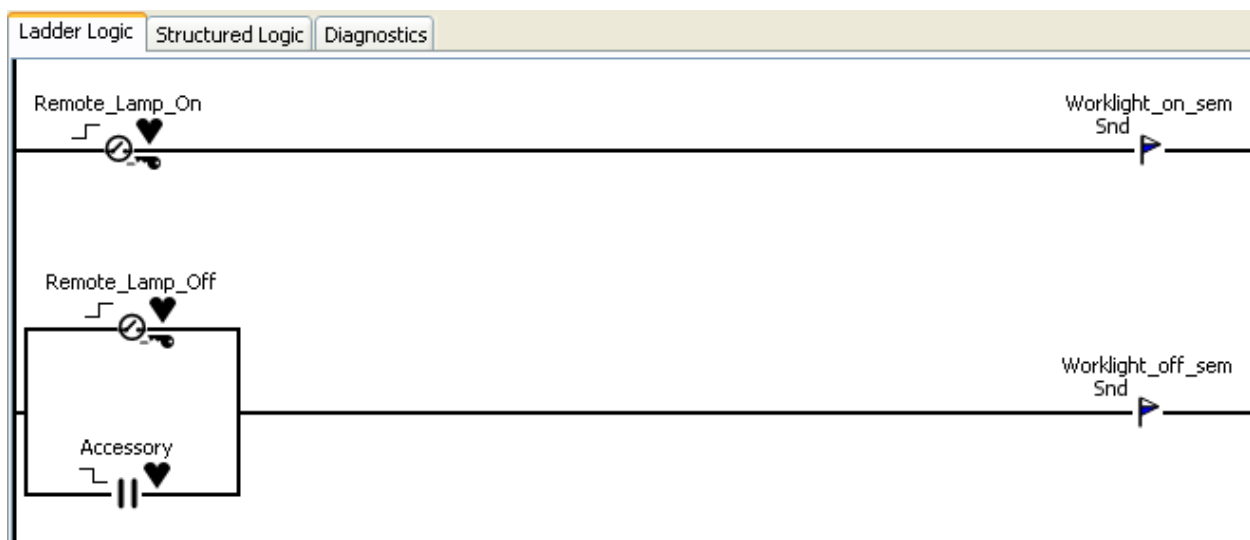 Ladder Logic Structured Logic Diagnostics
Remote_Lamp_On
Worklight_on_sem
Snd
Remote_Lamp_Off
Worklight_off_sem
Snd
Accessory